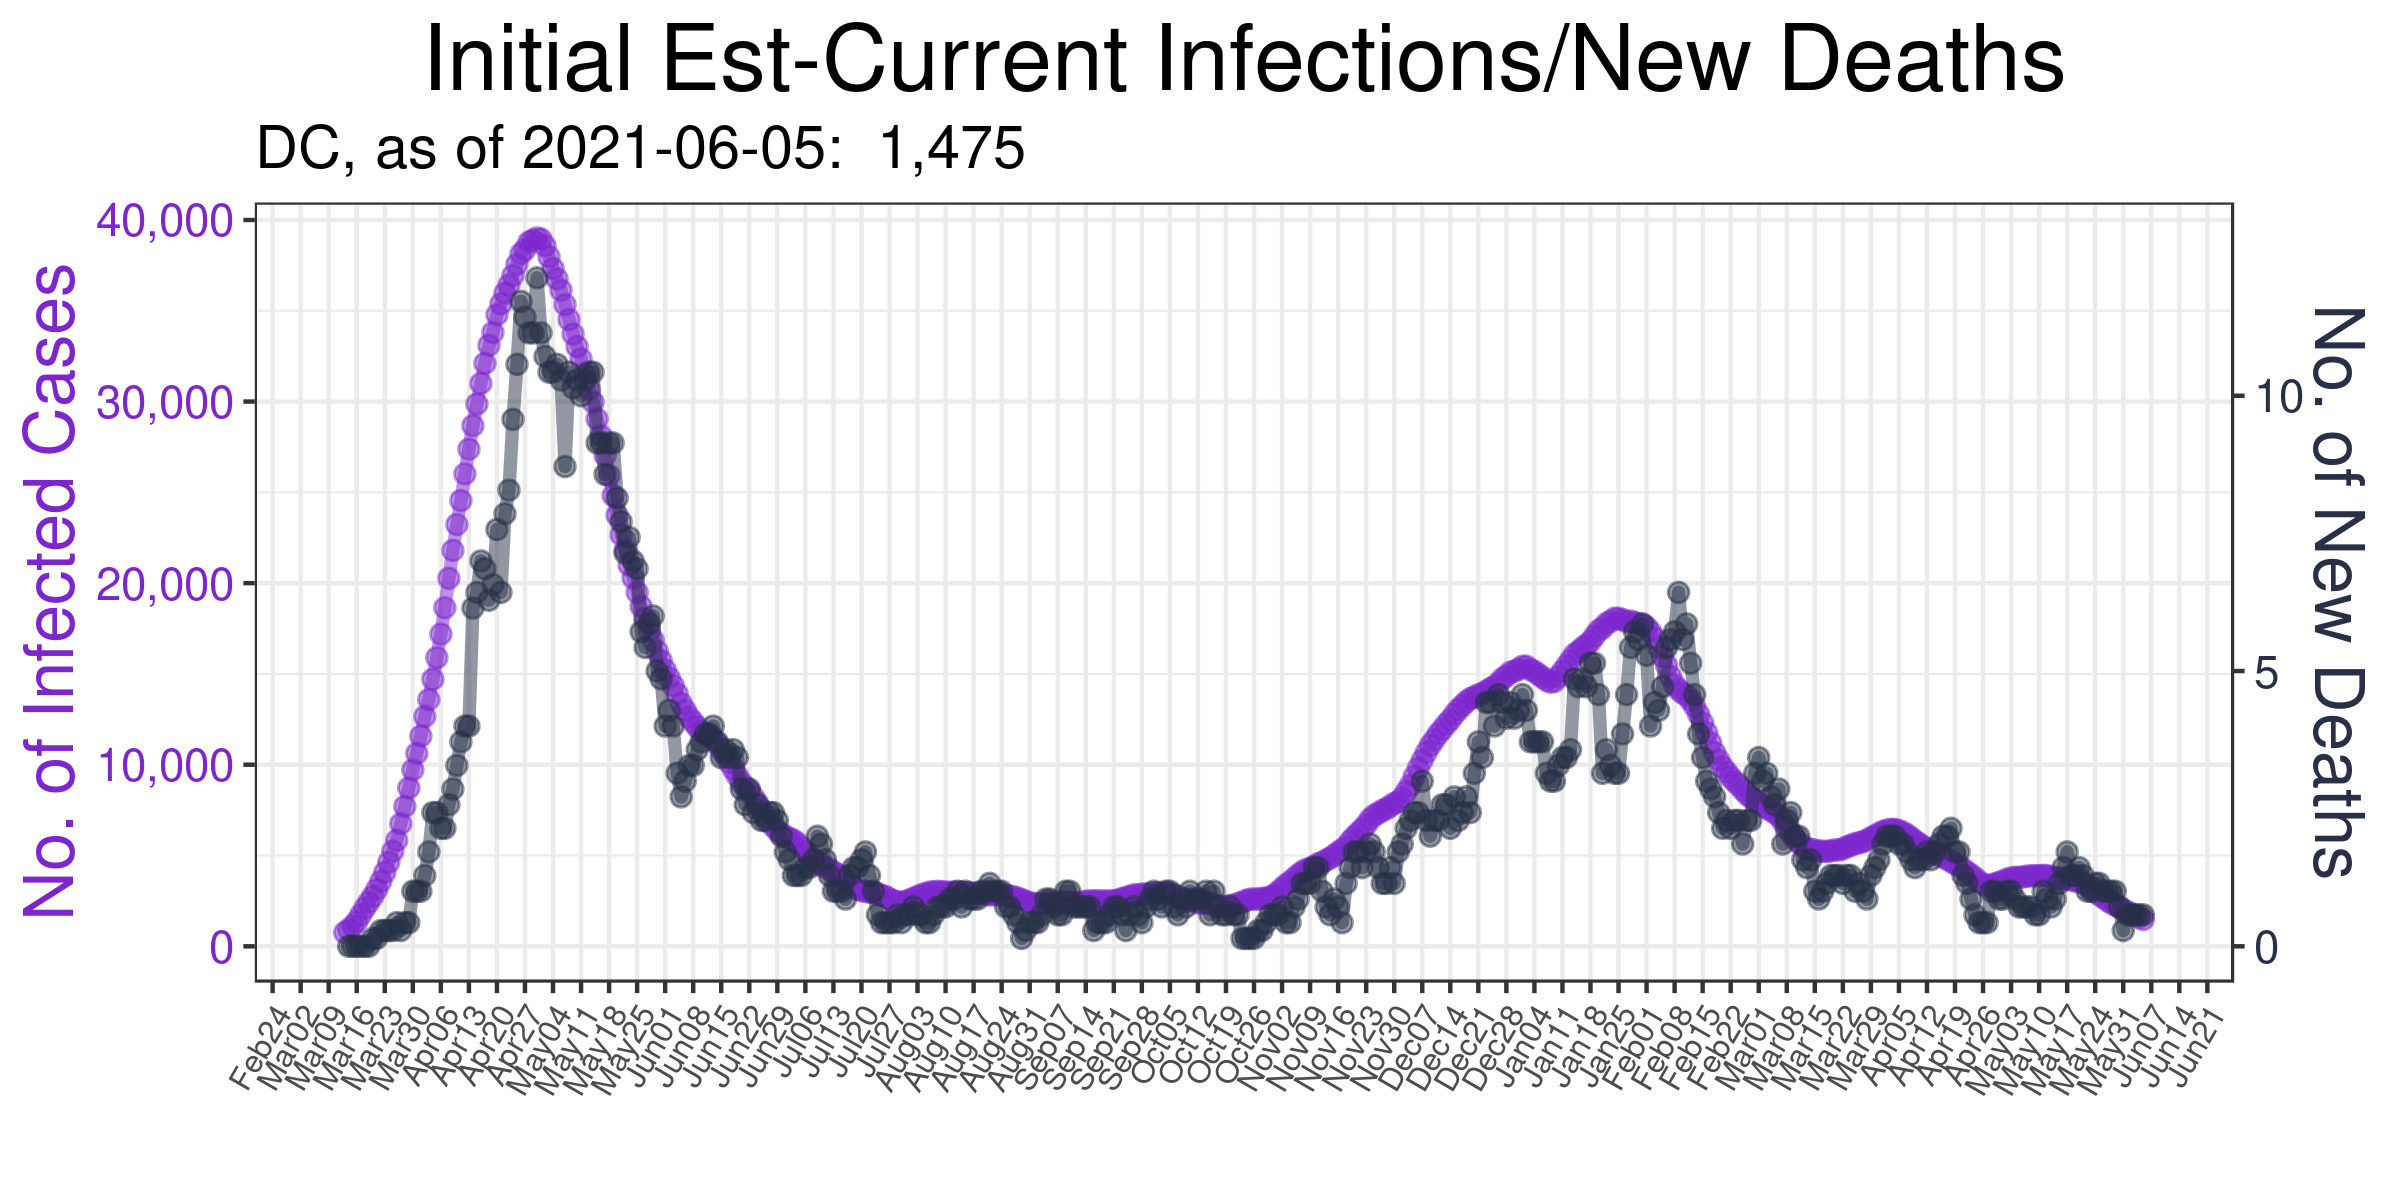 Initial Est-Current Infections/New Deaths
DC, as of 2021-06-05:  1,475
No. of Infected Cases
40,000
30,000
20,000
10,000
0
No. of New Deaths
10
5
0
Feb24
Mar02
Mar09
Mar16
Mar23
Mar30
Apr06
Apr13
Apr20
Apr27
May04
May11
May18
May25
Jun01
Jun08
Jun15
Jun22
Jun29
Jul06
Jul13
Jul20
Jul27
Aug03
Aug10
Aug17
Aug24
Aug31
Sep07
Sep14
Sep21
Sep28
Oct05
Oct12
Oct19
Oct26
Nov02
Nov09
Nov16
Nov23
Nov30
Dec07
Dec14
Dec21
Dec28
Jan04
Jan11
Jan18
Jan25
Feb01
Feb08
Feb15
Feb22
Mar01
Mar08
Mar15
Mar22
Mar29
Apr05
Apr12
Apr19
Apr26
May03
May10
May17
May24
May31
Jun07
Jun14
Jun21